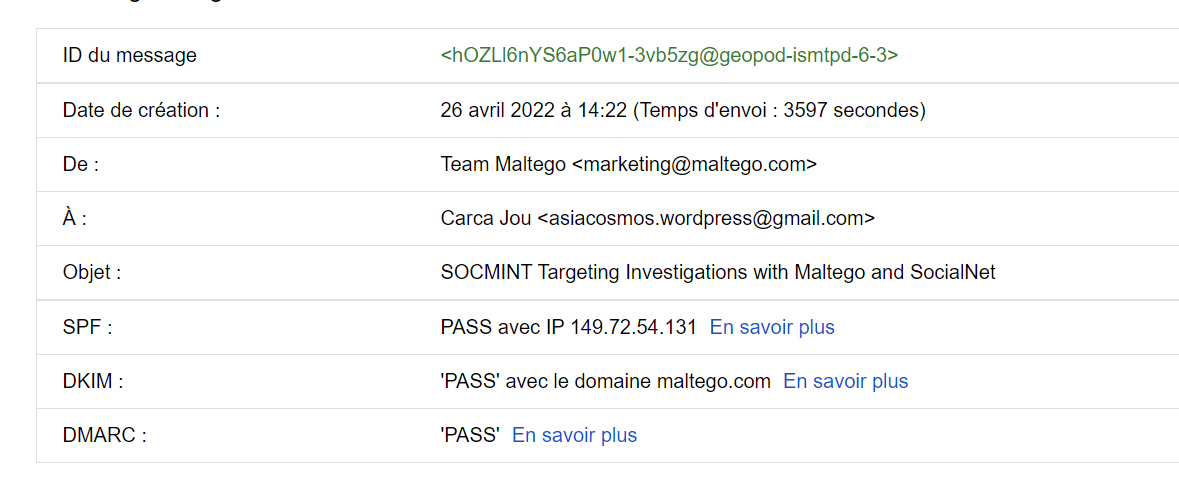 ID du message <hOZLl6nYS6aP0w1-3vb5zg@geopod-ismtpd-6-3>
Date de création : 26 avril 2022 à 14:22 (Temps d'envoi : 3597 secondes)
De : Team Maltego <marketing@maltego.com>
À : Carca Jou <asiacosmos.wordpress@gmail.com>
Objet : SOCMINT Targeting Investigations with Maltego and SocialNet
SPF : PASS avec IP 149.72.54.131 En savoir plus
DKIM : 'PASS' avec le domaine maltego.com En savoir plus
DMARC : 'PASS' En savoir plus